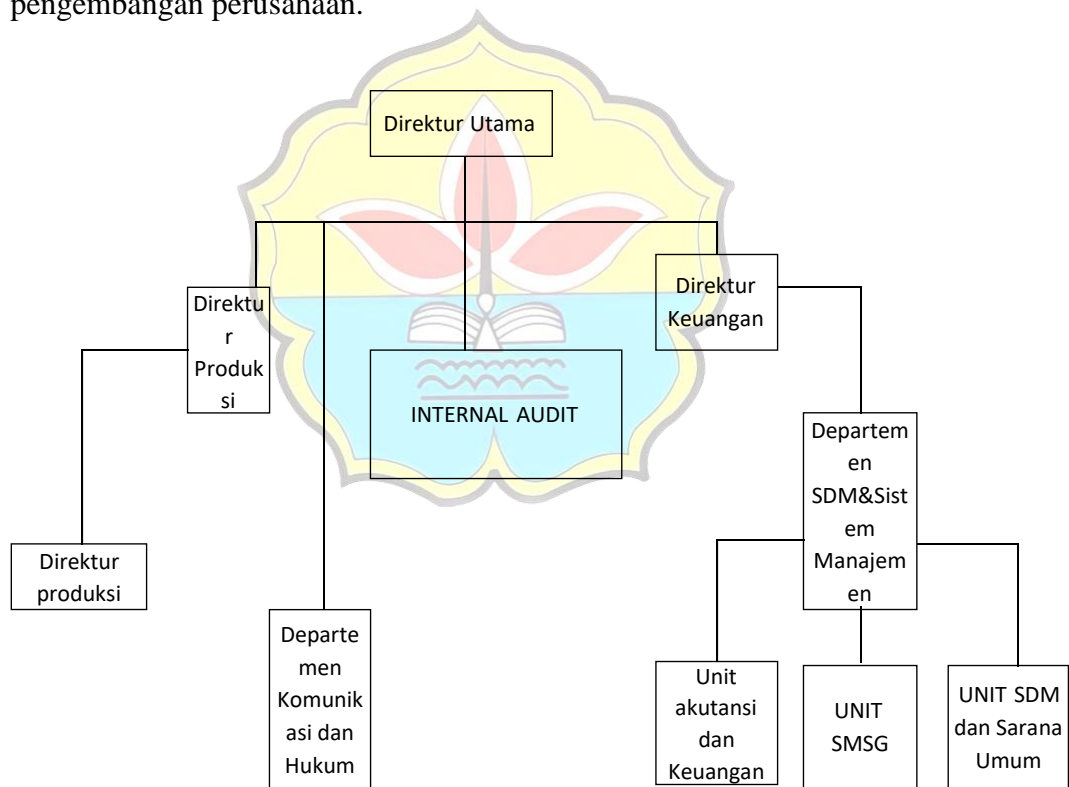 pengembangan perusahaan.
Direktur Utama
Direktu
r
Produk
si
Direktur
Keuangan
INTERNAL AUDIT
Departem
en
SDM&Sist
em
Manajem
en
Direktur
produksi
Departe
men
Komunik
asi dan
Hukum
Unit
akutansi
dan
Keuangan
UNIT
SMSG
UNIT SDM
dan Sarana
Umum